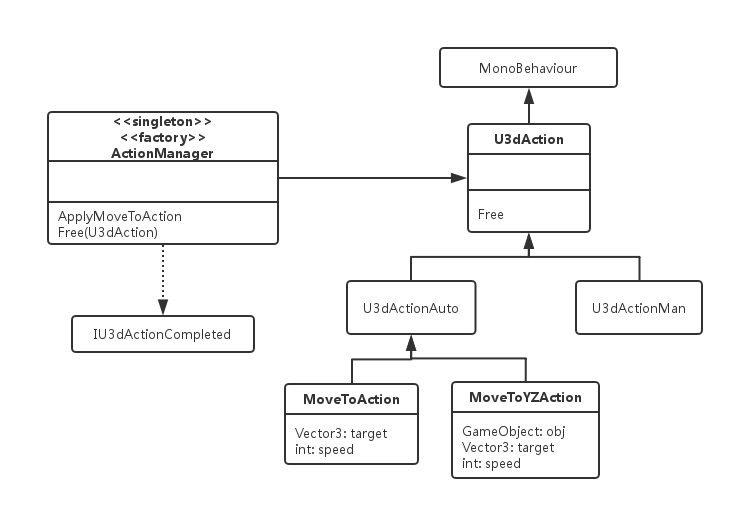 MonoBehaviour
<<singleton>>
<<factory>>
ActionManager
ApplyMoveToAction
Free(U3dAction)
U3dAction
Free
U3dActionAuto
U3dActionMan
IU3dActionCompleted
MoveToAction
Vector3: target
int: speed
MoveToYZAction
GameObject: obj
Vector3: target
int: speed